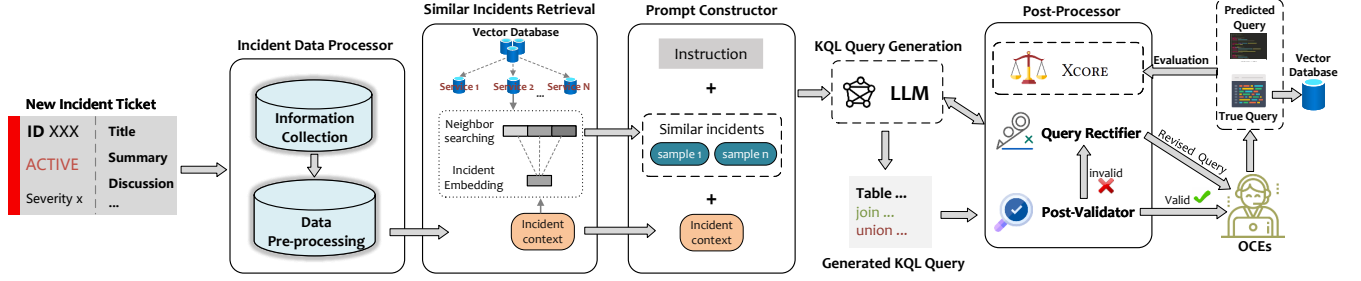 New Incident Ticket
ID XXX
ACTIVE
Severity x
Title
Summary
Discussion
...
Incident Data Processor
Information
Collection
Data
Pre-processing
Similar Incidents Retrieval
Vector Database
Service 1
Service 2
...
Service N
Neighbor
searching
Incident
Embedding
Incident
context
Prompt Constructor
Instruction
+
Similar incidents
sample 1
sample n
+
Incident
context
KQL Query Generation
LLM
Table ...
join ...
union ...
Generated KQL Query
Post-Processor
XCORE
Query Rectifier
invalid
Post-Validator
Evaluation
Revised Query
Valid
Predicted
Query
True Query
Vector
Database
OCEs